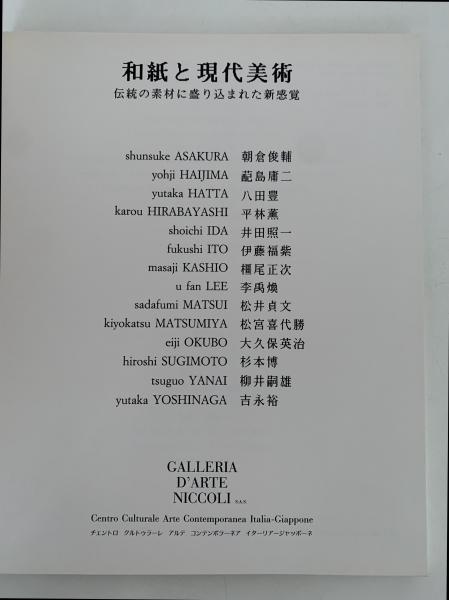 和紙と現代美術
伝統の素材に盛り込まれた新感覚
shunsuke ASAKURA 朝倉俊輔
yohji HAIJIMA 蓜島庸二
yutaka HATTA 八田豊
karou HIRABAYASHI 平林薫
shoichi IDA 井田照一
fukushi ITO 伊藤福紫
masaji KASHIO 橿尾正次
u fan LEE 李禹煥
sadafumi MATSUI 松井貞文
kiyokatsu MATSUMIYA 松宮喜代勝
eiji OKUBO 大久保英治
hiroshi SUGIMOTO 杉本博
tsuguo YANAI 柳井嗣雄
yutaka YOSHINAGA 吉永裕
GALLERIA
D'ARTE
NICCOLI S.A.S.
Centro Culturale Arte Contemporanea Italia-Giappone
チェントロ クルトゥラーレ アルテ コンテンポラーネア イターリアージャッポーネ